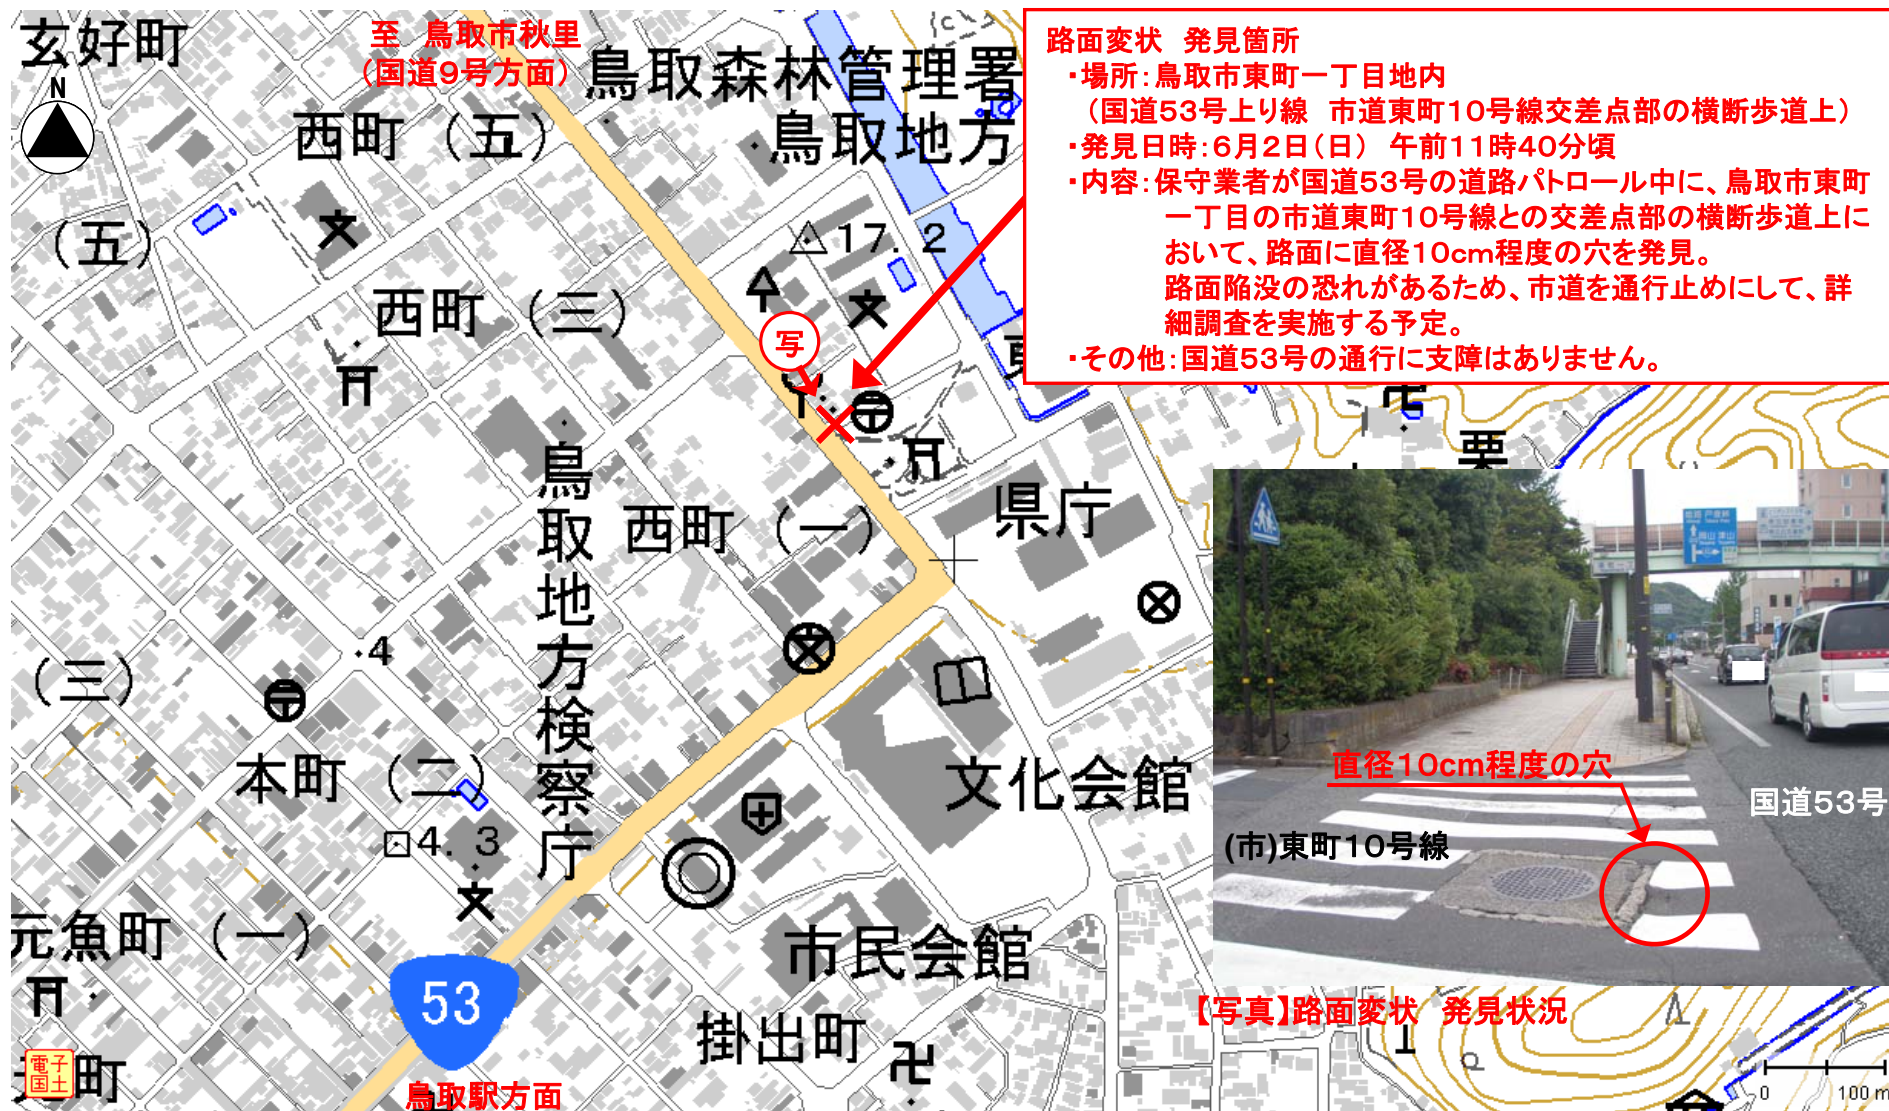 玄好町
N
至 鳥取市秋里
(国道9号方面)
鳥取森林管理署
鳥取地方
西町 (五)
(五)
路面変状 発見箇所
・場所:鳥取市東町一丁目地内
(国道53号上り線 市道東町10号線交差点部の横断歩道上)
・発見日時:6月2日(日) 午前11時40分頃
・内容:保守業者が国道53号の道路パトロール中に、鳥取市東町
一丁目の市道東町10号線との交差点部の横断歩道上に
おいて、路面に直径10cm程度の穴を発見。
路面陥没の恐れがあるため、市道を通行止めにして、詳
細調査を実施する予定。
・その他:国道53号の通行に支障はありません。
17.2
西町 (三)
写
栗
県庁
鳥取地方検察庁
西町 (一)
・4
(三)
本町 (二)
4.3
文化会館
元魚町 (一)
市民会館
掛出町
53
鳥取駅方面
電子
国土
町
直径10cm程度の穴
国道53号
(市)東町10号線
【写真】路面変状 発見状況
0 100 m